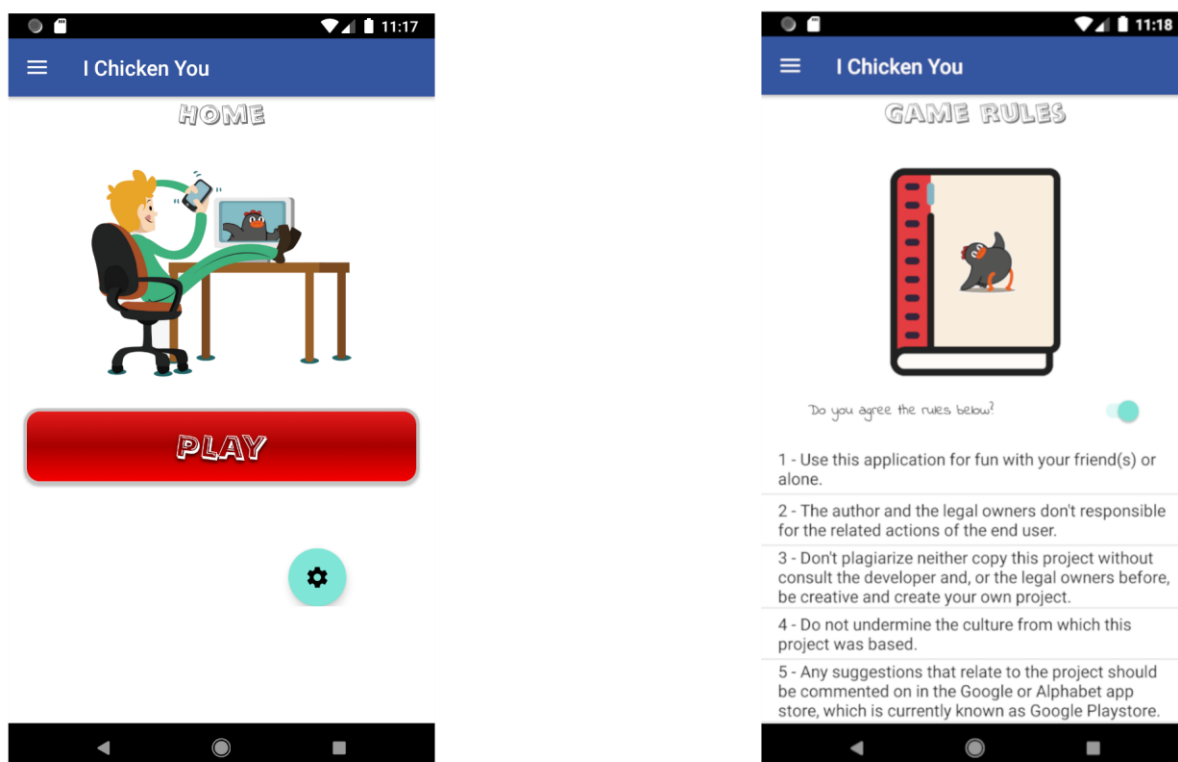 11:17
I Chicken You
HOME
PLAY
11:18
I Chicken You
GAME RULES
Do you agree the rules below?
1 - Use this application for fun with your friend(s) or
alone.
2 - The author and the legal owners don't responsible
for the related actions of the end user.
3 - Don't plagiarize neither copy this project without
consult the developer and, or the legal owners before,
be creative and create your own project.
4 - Do not undermine the culture from which this
project was based.
5 - Any suggestions that relate to the project should
be commented on in the Google or Alphabet app
store, which is currently known as Google Playstore.